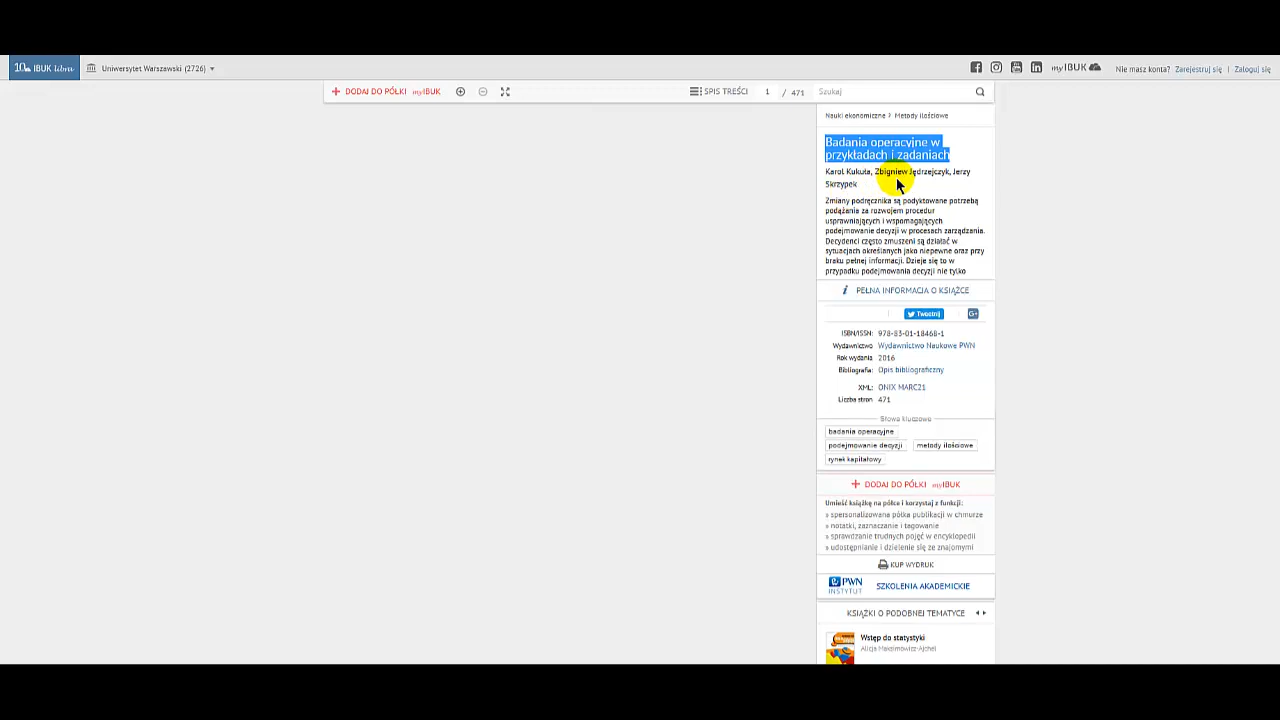 10 IBUK Libra
Uniwersytet Warszawski (2726)
myIBUK
Nie masz konta? Zarejestruj się | Zaloguj się
+ DODAJ DO PÓŁKI myIBUK
SPIS TREŚCI
1 / 471
Szukaj
Nauki ekonomiczne › Metody ilościowe
Badania operacyjne w
przykładach i zadaniach
Karol Kukuła, Zbigniew Jędrzejczyk, Jerzy
Skrzypek
Zmiany podręcznika są podyktowane potrzebą
podążania za rozwojem procedur
usprawniających i wspomagających
podejmowanie decyzji w procesach zarządzania.
Decydenci często zmuszeni są działać w
sytuacjach określanych jako niepewne oraz przy
braku pełnej informacji. Dzieje się to w
przypadku podejmowania decyzji nie tylko
i PEŁNA INFORMACJA O KSIĄŻCE
Tweetnij
G+
ISBN/ISSN: 978-83-01-18468-1
Wydawnictwo Wydawnictwo Naukowe PWN
Rok wydania 2016
Bibliografia: Opis bibliograficzny
XML: ONIX MARC21
Liczba stron 471
Słowa kluczowe
badania operacyjne
podejmowanie decyzji metody ilościowe
rynek kapitałowy
+ DODAJ DO PÓŁKI myIBUK
Umieść książkę na półce i korzystaj z funkcji:
» spersonalizowana półka publikacji w chmurze
» notatki, zaznaczanie i tagowanie
» sprawdzanie trudnych pojęć w encyklopedii
» udostępnianie i dzielenie się ze znajomymi
KUP WYDRUK
PWN
INSTYTUT
SZKOLENIA AKADEMICKIE
KSIĄŻKI O PODOBNEJ TEMATYCE
Wstęp do statystyki
Alicja Maksimowicz-Ajchel